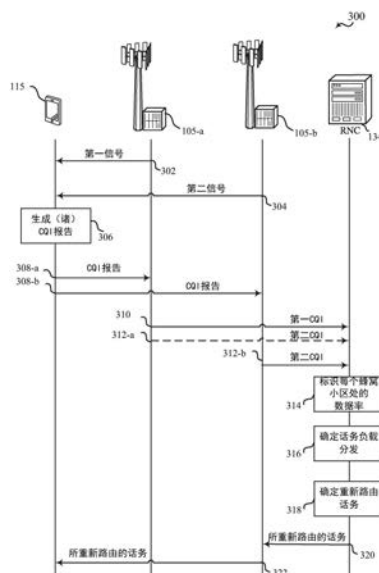 300
115
105-a
105-b
RNC
第一信号
302
第二信号
304
生成（诸）
CQI报告
306
308-a
CQI报告
308-b
CQI报告
310
第一CQI
312-a
第二CQI
312-b
第二CQI
标识每个蜂窝
小区处的
数据率
314
确定话务负载
分发
316
确定重新路由
话务
318
所重新路由的话务
320
所重新路由的话务